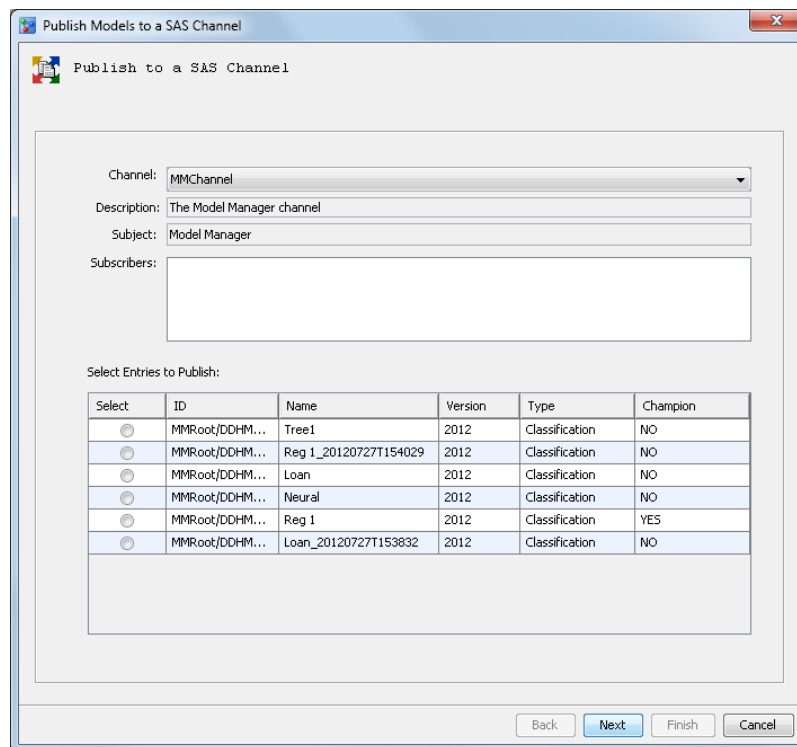 Publish Models to a SAS Channel
Publish to a SAS Channel
Channel: MMChannel
Description: The Model Manager channel
Subject: Model Manager
Subscribers:
Select Entries to Publish:
Select ID Name Version Type Champion
MMRoot/DDHM... Tree1 2012 Classification NO
MMRoot/DDHM... Reg 1_20120727T154029 2012 Classification NO
MMRoot/DDHM... Loan 2012 Classification NO
MMRoot/DDHM... Neural 2012 Classification NO
MMRoot/DDHM... Reg 1 2012 Classification YES
MMRoot/DDHM... Loan_20120727T153832 2012 Classification NO
Back Next Finish Cancel